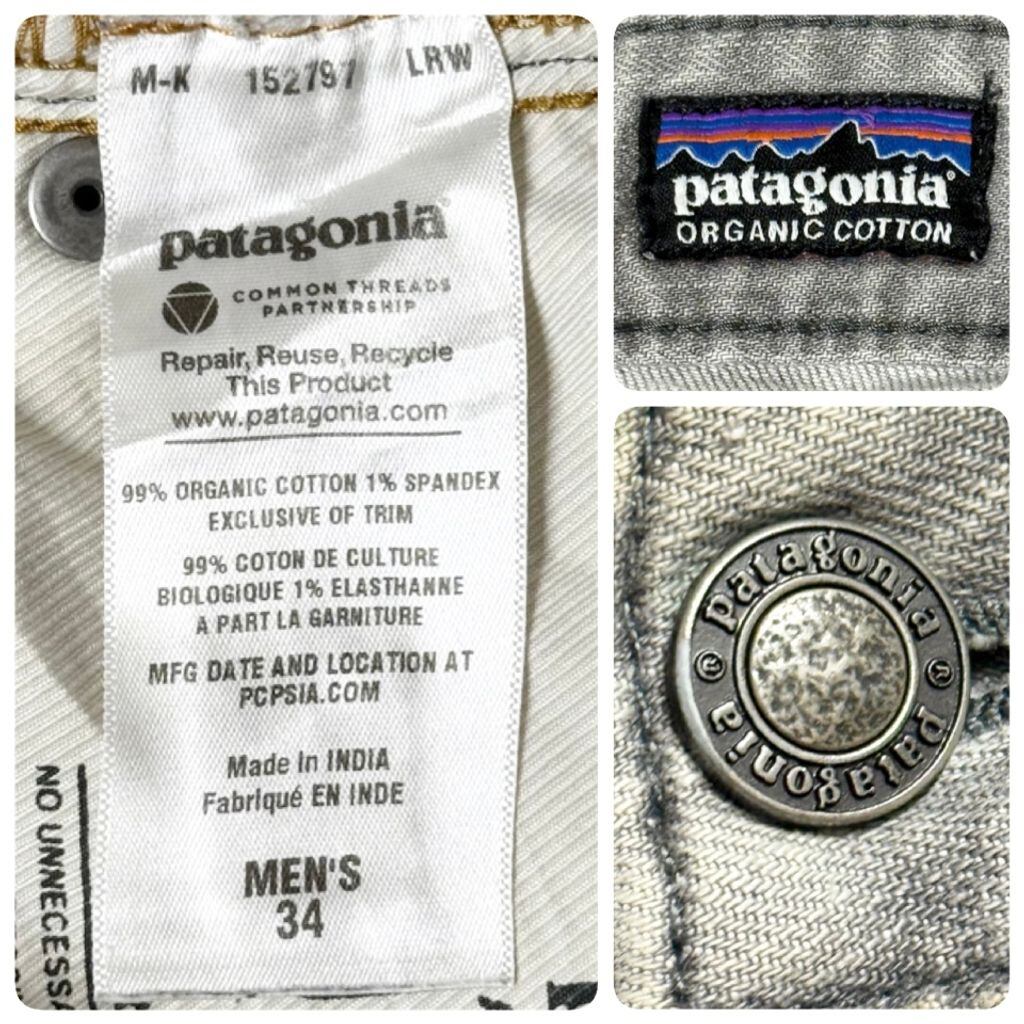 M-K 152797 LRW
patagonia®
COMMON THREADS
PARTNERSHIP
Repair, Reuse, Recycle
This Product
www.patagonia.com
99% ORGANIC COTTON 1% SPANDEX
EXCLUSIVE OF TRIM
99% COTON DE CULTURE
BIOLOGIQUE 1% ELASTHANNE
A PART LA GARNITURE
MFG DATE AND LOCATION AT
PCPSIA.COM
Made in INDIA
Fabriqué EN INDE
MEN'S
34
NO UNNECESSA
patagonia®
ORGANIC COTTON
patagonia ® patagonia ®